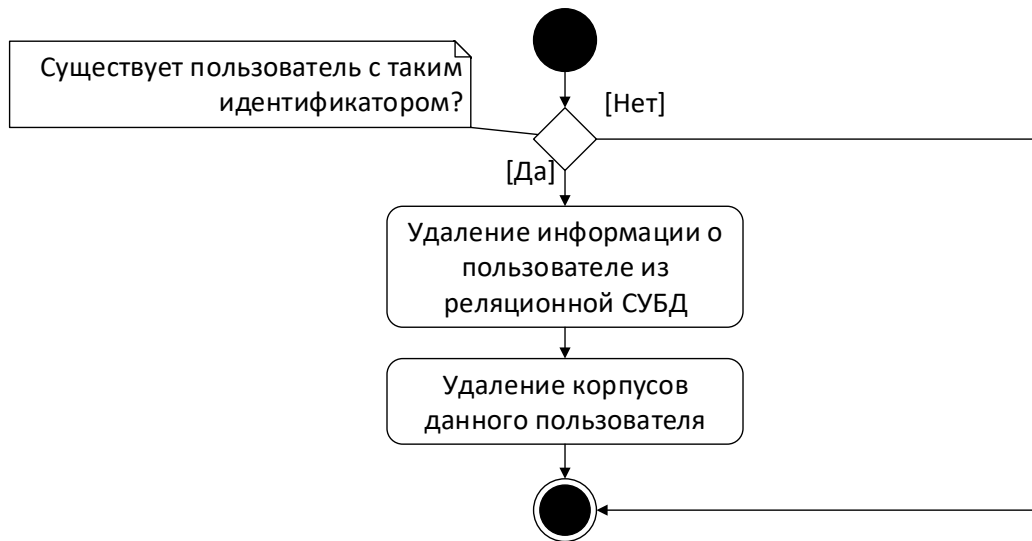 Существует пользователь с таким
идентификатором?
[Нет]
[Да]
Удаление информации о
пользователе из
реляционной СУБД
Удаление корпусов
данного пользователя